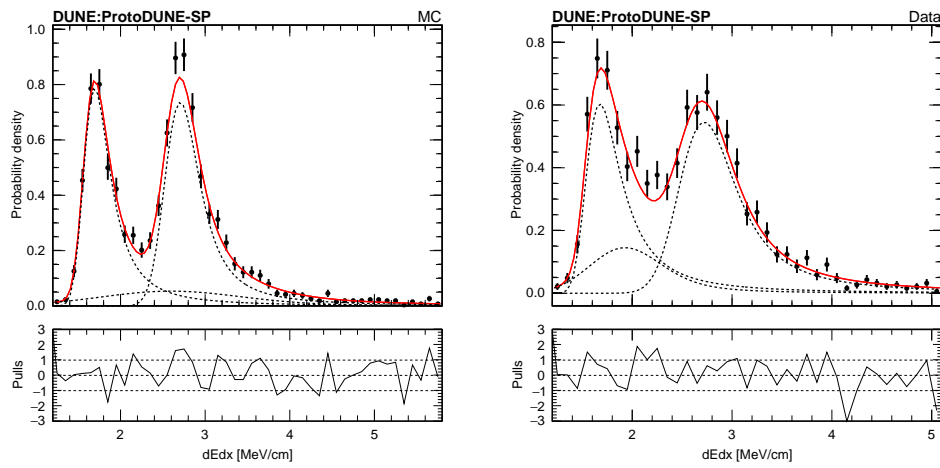 DUNE:ProtoDUNE-SP MC
1.0
0.8
0.6
0.4
0.2
0.0
Probability density
3
2
1
0
−1
−2
−3
Pulls
2 3 4 5
dEdx [MeV/cm]
DUNE:ProtoDUNE-SP Data
0.8
0.6
0.4
0.2
0.0
Probability density
3
2
1
0
−1
−2
−3
Pulls
2 3 4 5
dEdx [MeV/cm]